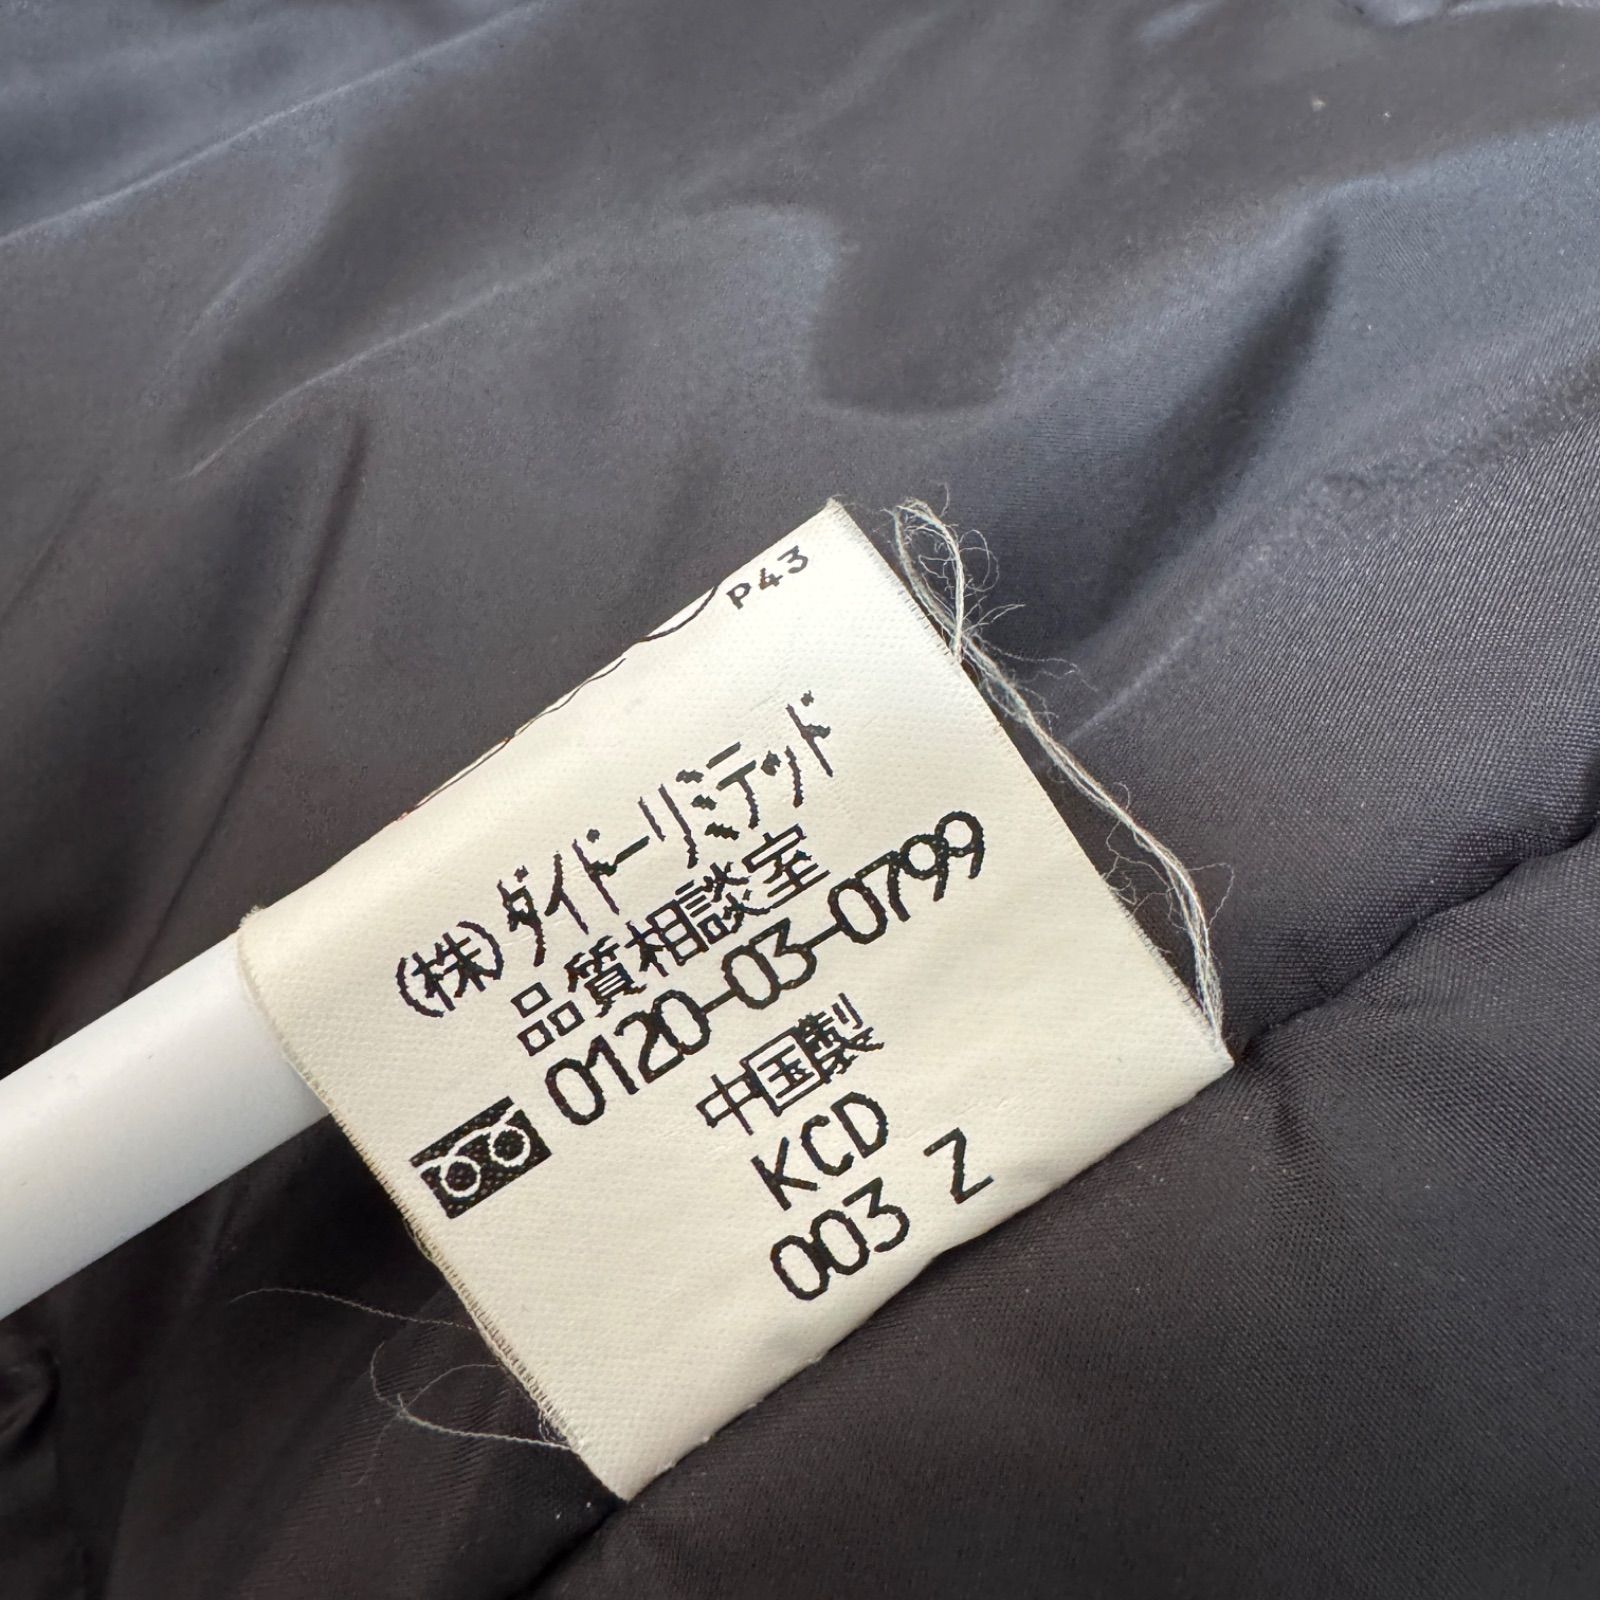 P43
(株)ダイドーリミテッド
品質相談室
0120-03-0799
中国製
KCD
003 Z